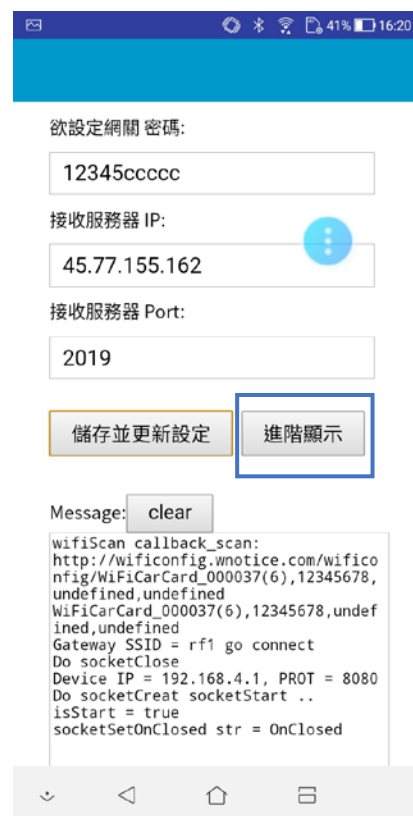 41% 16:20
欲設定網關 密碼:
12345ccccc
接收服務器 IP:
45.77.155.162
接收服務器 Port:
2019
儲存並更新設定 進階顯示
Message: clear
wifiScan callback_scan:
http://wificonfig.wnotice.com/wifico
nfig/WiFiCarCard_000037(6),12345678,
undefined,undefined
WiFiCarCard_000037(6),12345678,undef
ined,undefined
Gateway SSID = rf1 go connect
Do socketClose
Device IP = 192.168.4.1, PROT = 8080
Do socketCreat socketStart ..
isStart = true
socketSetOnClosed str = OnClosed